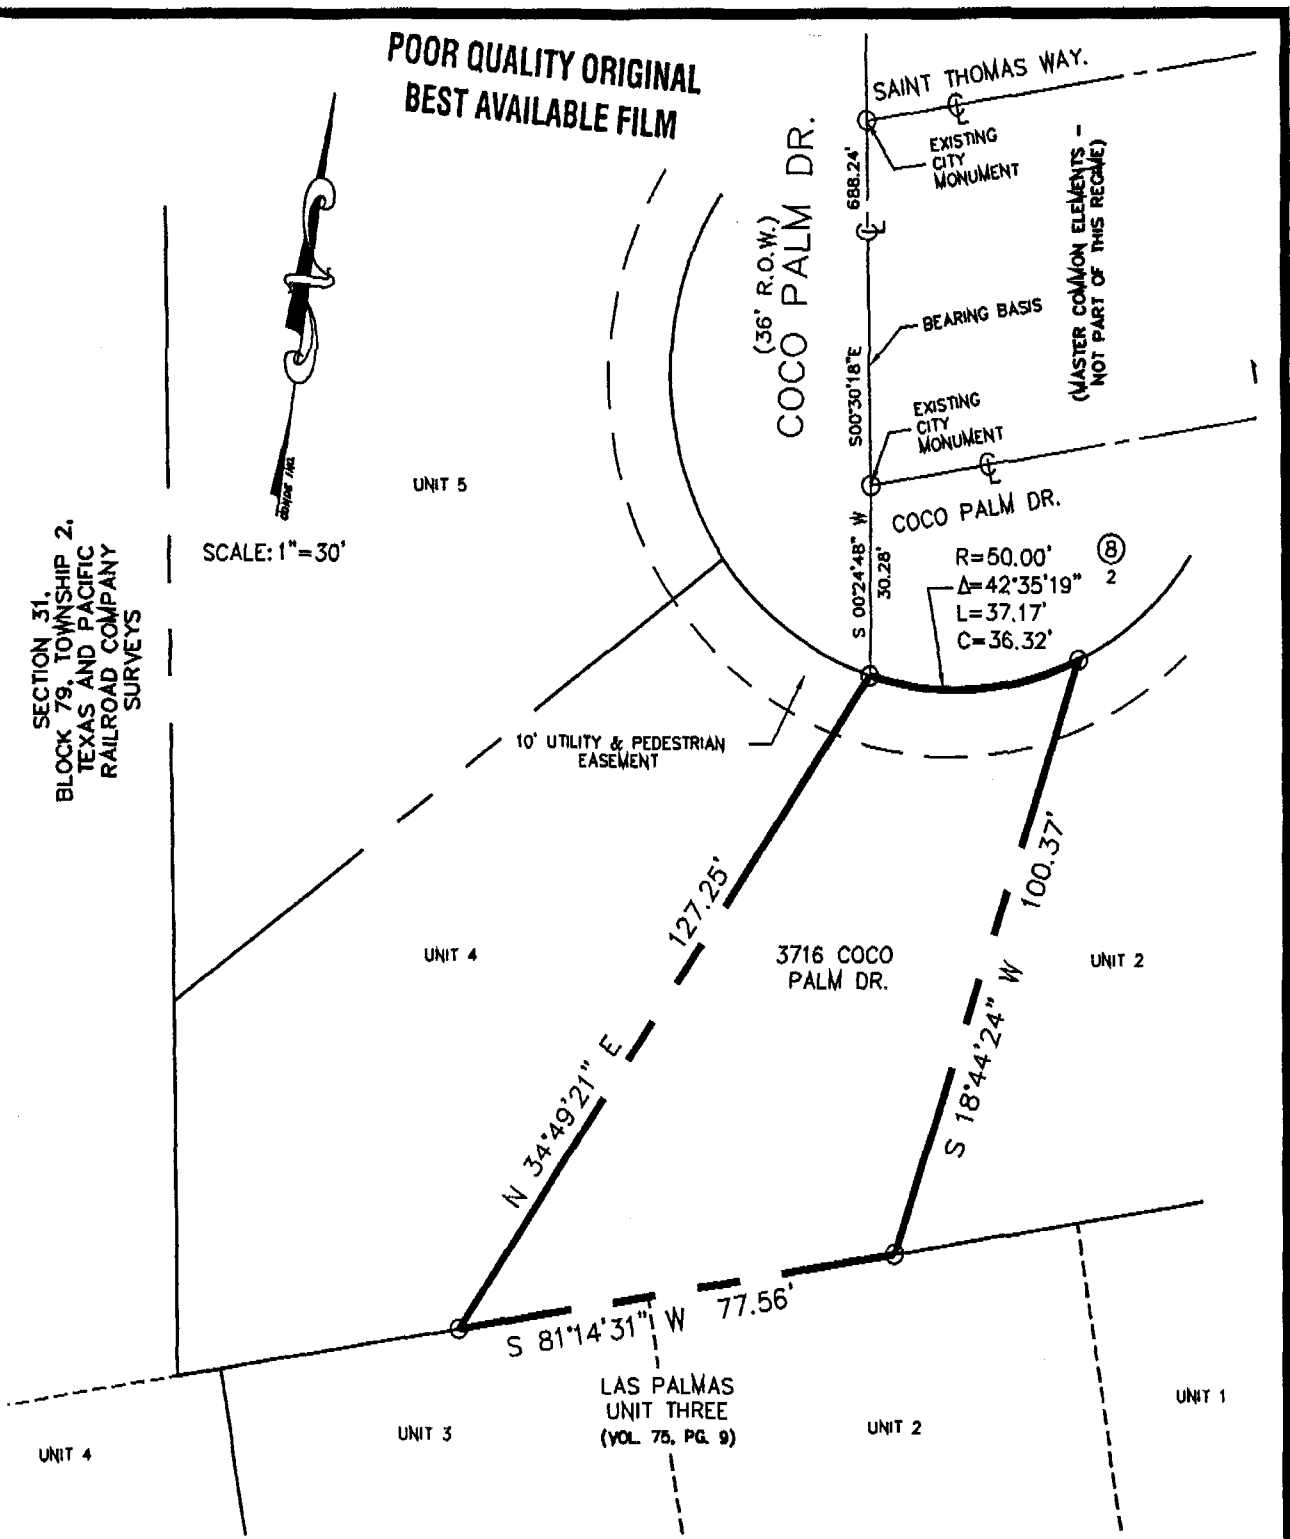 POOR QUALITY ORIGINAL
BEST AVAILABLE FILM
SAINT THOMAS WAY.
EXISTING
CITY
MONUMENT
(MASTER COMMON ELEMENTS -
NOT PART OF THIS REGIME)
688.24'
(36' R.O.W.)
COCO PALM DR.
BEARING BASIS
S00°30'18"E
EXISTING
CITY
MONUMENT
UNIT 5
COCO PALM DR.
SCALE: 1"=30'
CONDE INC.
SECTION 31,
BLOCK 79, TOWNSHIP 2,
TEXAS AND PACIFIC
RAILROAD COMPANY
SURVEYS
S 00°24'48" W
30.28'
R=50.00'
Δ=42°35'19"
L=37.17'
C=36.32'
8
2
10' UTILITY & PEDESTRIAN
EASEMENT
127.25'
100.37'
UNIT 4
3716 COCO
PALM DR.
UNIT 2
N 34°49'21" E
S 18°44'24" W
S 81°14'31" W 77.56'
LAS PALMAS
UNIT THREE
(VOL. 75, PG. 9)
UNIT 4
UNIT 3
UNIT 2
UNIT 1